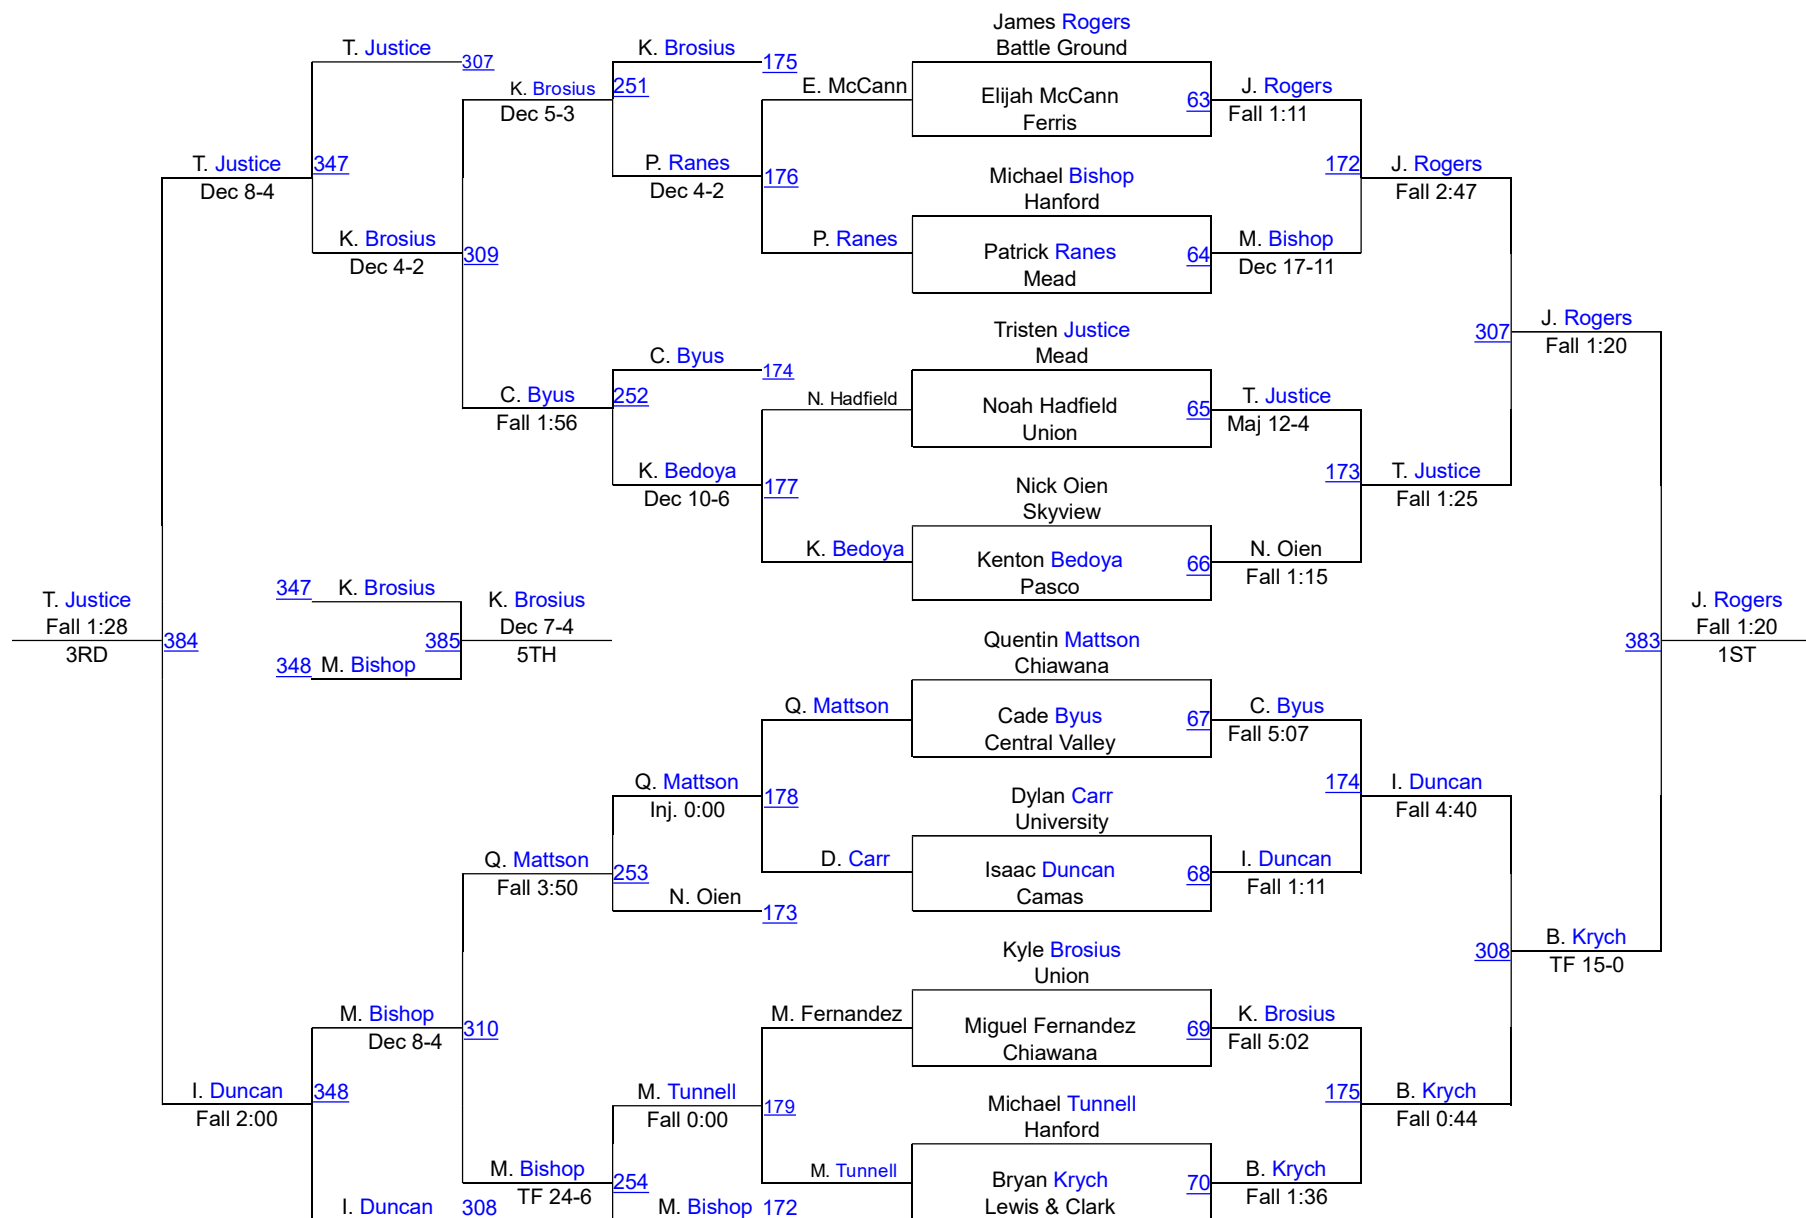 James Rogers
T. Justice
K. Brosius
Battle Ground
307
175
K. Brosius
251
E. McCann
Elijah McCann
63
J. Rogers
Dec 5-3
Ferris
Fall 1:11
T. Justice
347
P. Ranes
172
J. Rogers
Dec 8-4
Dec 4-2
176
Michael Bishop
Fall 2:47
Hanford
K. Brosius
309
P. Ranes
Patrick Ranes
64
M. Bishop
Dec 4-2
Mead
Dec 17-11
Tristen Justice
307
J. Rogers
C. Byus
Mead
Fall 1:20
174
C. Byus
252
N. Hadfield
Noah Hadfield
65
T. Justice
Fall 1:56
Union
Maj 12-4
K. Bedoya
177
Nick Oien
173
T. Justice
Dec 10-6
Skyview
Fall 1:25
K. Bedoya
Kenton Bedoya
66
N. Oien
Pasco
Fall 1:15
347
K. Brosius
T. Justice
K. Brosius
J. Rogers
Fall 1:28
Dec 7-4
Fall 1:20
3RD
384
385
5TH
Quentin Mattson
383
1ST
348
M. Bishop
Chiawana
Q. Mattson
Cade Byus
67
C. Byus
Central Valley
Fall 5:07
Q. Mattson
178
Dylan Carr
174
I. Duncan
Inj. 0:00
University
Fall 4:40
Q. Mattson
253
D. Carr
Isaac Duncan
68
I. Duncan
Fall 3:50
N. Oien
Camas
Fall 1:11
173
Kyle Brosius
308
B. Krych
Union
TF 15-0
M. Bishop
310
M. Fernandez
Miguel Fernandez
69
K. Brosius
Dec 8-4
Chiawana
Fall 5:02
I. Duncan
348
M. Tunnell
179
Michael Tunnell
175
B. Krych
Fall 2:00
Fall 0:00
Hanford
Fall 0:44
M. Bishop
254
M. Tunnell
Bryan Krych
70
B. Krych
TF 24-6
Lewis & Clark
Fall 1:36
I. Duncan
308
M. Bishop
172